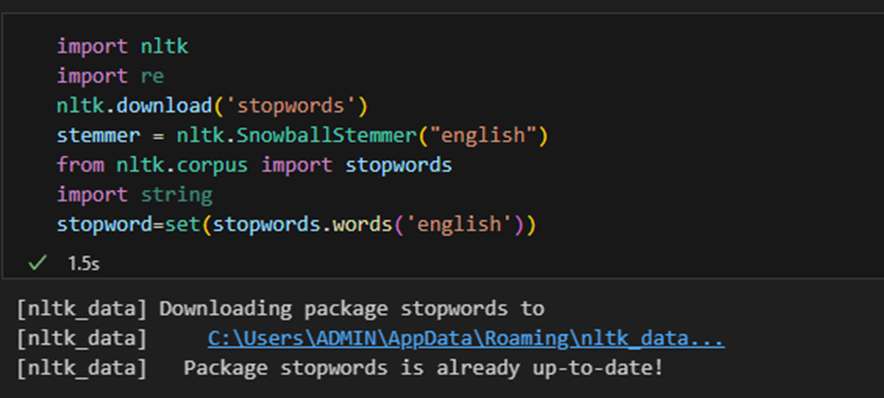 import nltk
import re
nltk.download('stopwords')
stemmer = nltk.SnowballStemmer("english")
from nltk.corpus import stopwords
import string
stopword=set(stopwords.words('english'))
✓ 1.5s
[nltk_data] Downloading package stopwords to
[nltk_data]     C:\Users\ADMIN\AppData\Roaming\nltk_data...
[nltk_data]   Package stopwords is already up-to-date!